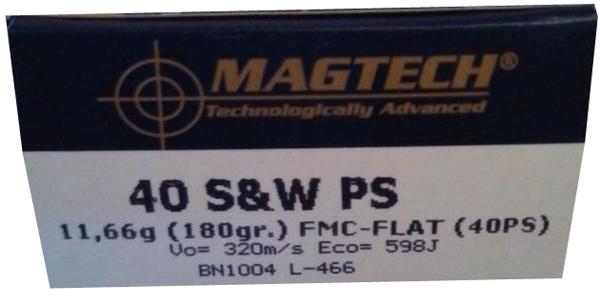 MAGTECH®
Technologically Advanced
40 S&W PS
11,66g (180gr.) FMC-FLAT (40PS)
Vo= 320m/s Eco= 598J
BN1004 L-466